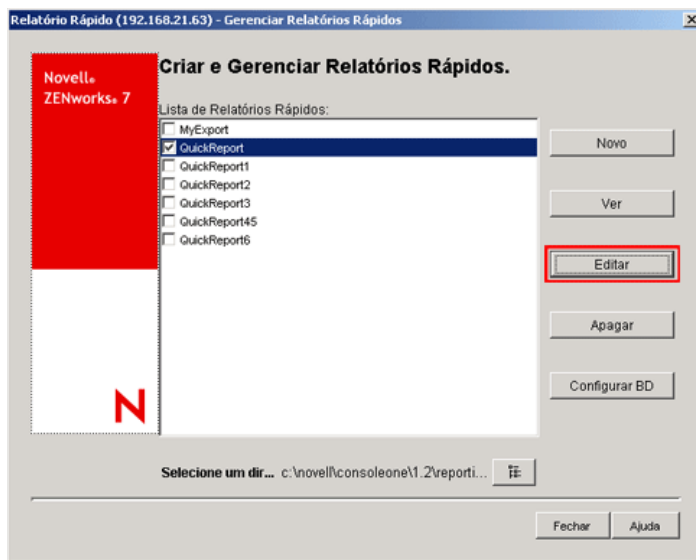 Relatório Rápido (192.168.21.63) - Gerenciar Relatórios Rápidos
Novell®
ZENworks® 7
Criar e Gerenciar Relatórios Rápidos.
Lista de Relatórios Rápidos:
MyExport
QuickReport
QuickReport1
QuickReport2
QuickReport3
QuickReport45
QuickReport6
Novo
Ver
Editar
Apagar
Configurar BD
N
Selecione um dir... c:\novell\consoleone\1.2\reporti...
Fechar
Ajuda